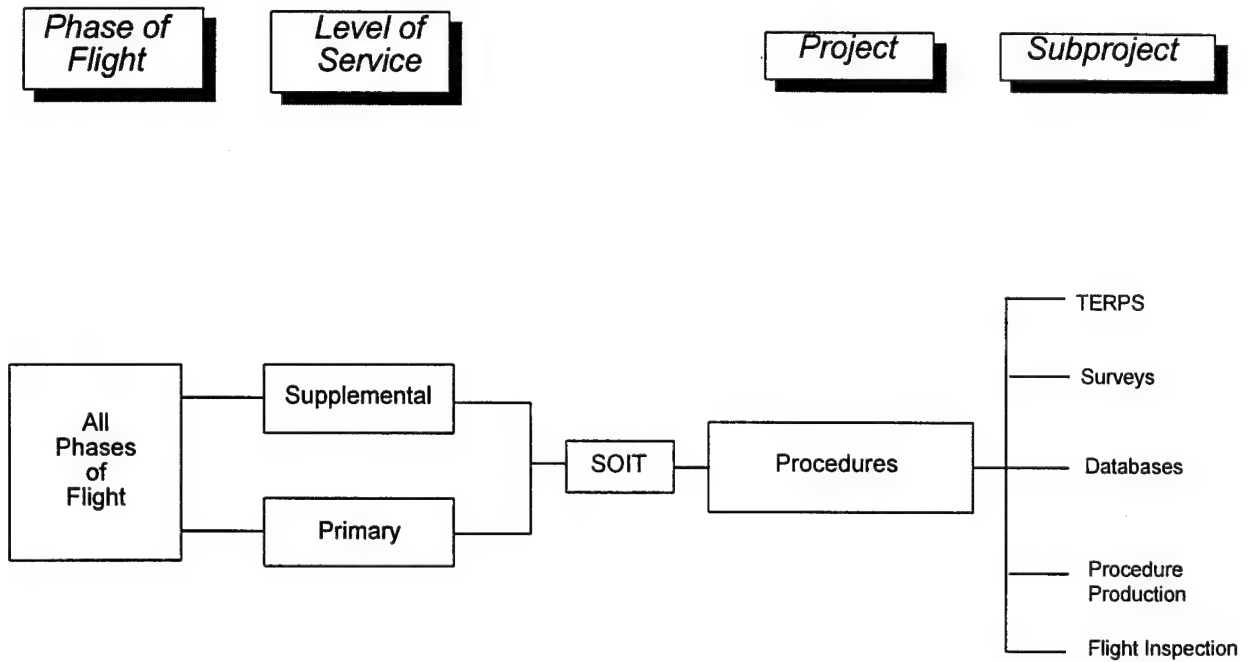 Phase of
Flight
Level of
Service
Project
Subproject
All
Phases
of
Flight
Supplemental
Primary
SOIT
Procedures
TERPS
Surveys
Databases
Procedure
Production
Flight Inspection